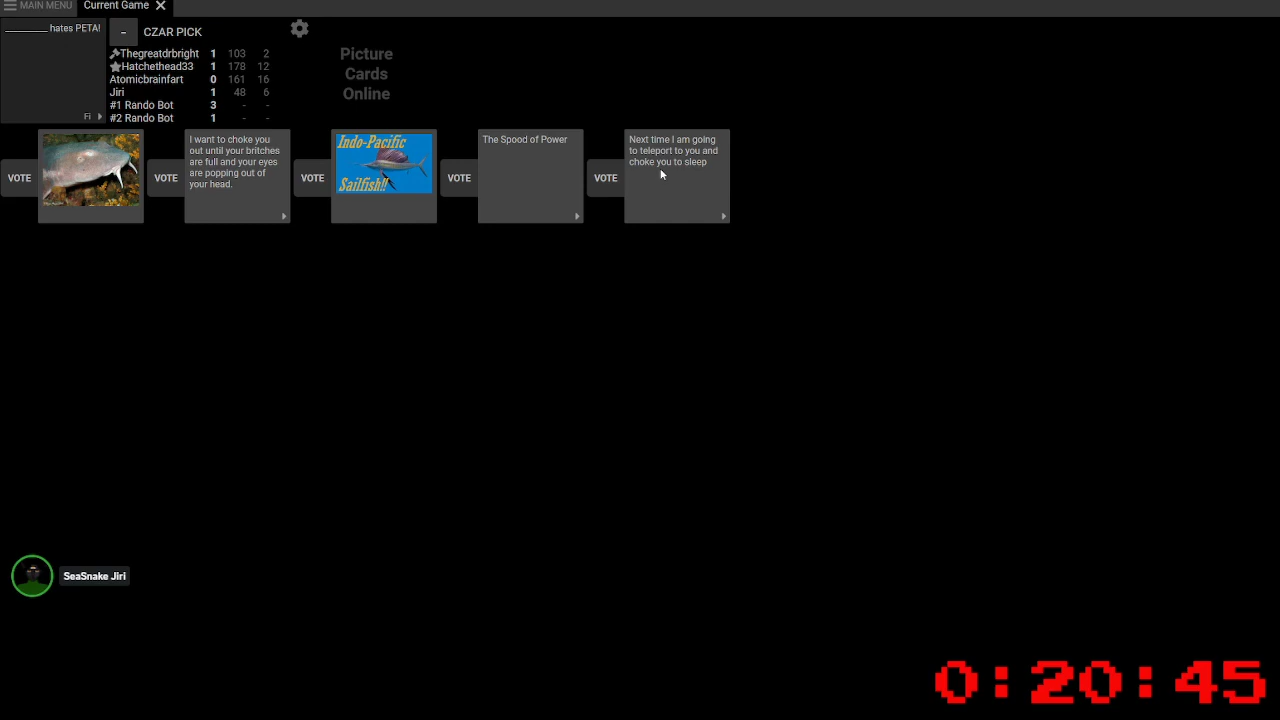 MAIN MENU
Current Game
________ hates PETA!
Fi
-
CZAR PICK
Thegreatdrbright 1 103 2
Hatchethead33 1 178 12
Atomicbrainfart 0 161 16
Jiri 1 48 6
#1 Rando Bot 3 - -
#2 Rando Bot 1 - -
Picture
Cards
Online
VOTE
VOTE
I want to choke you
out until your britches
are full and your eyes
are popping out of
your head.
VOTE
Indo-Pacific
Sailfish!!
VOTE
The Spood of Power
VOTE
Next time I am going
to teleport to you and
choke you to sleep
SeaSnake Jiri
0:20:45